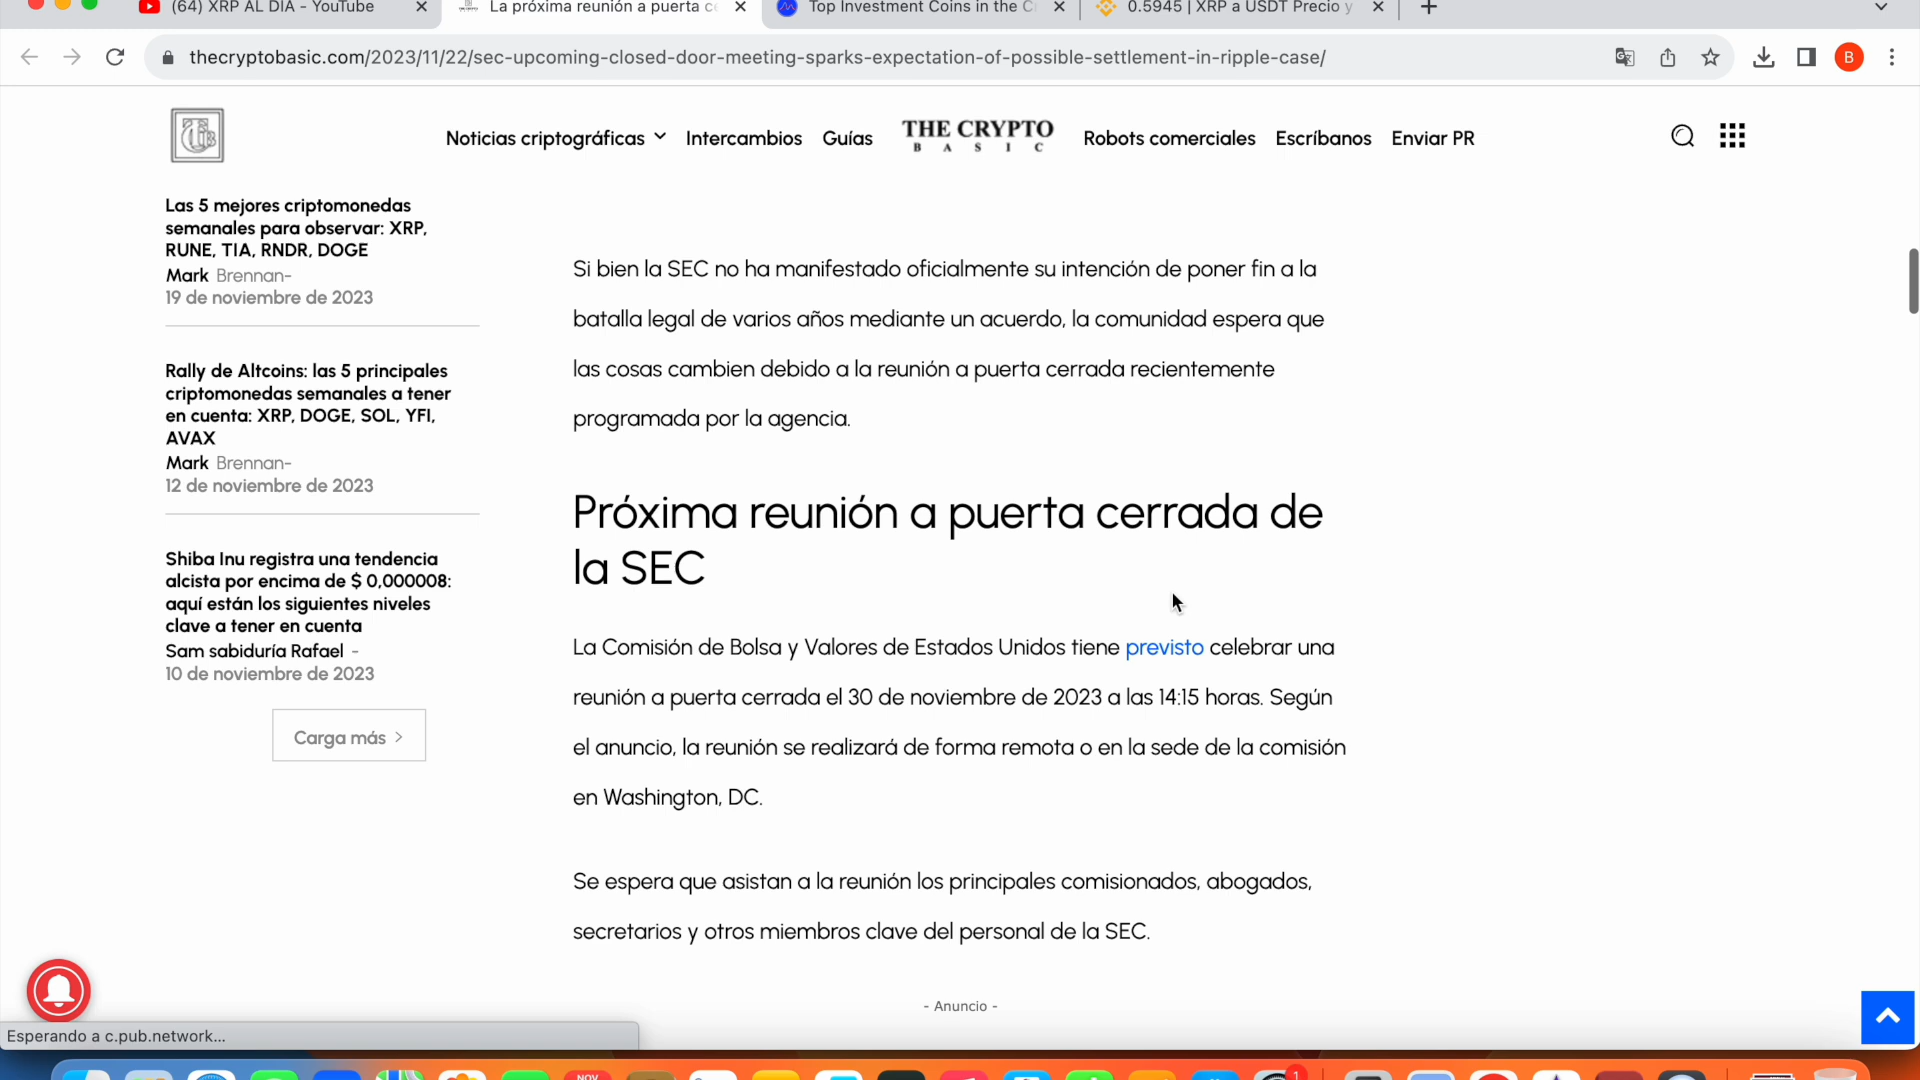 (64) XRP AL DIA - YouTube
La próxima reunión a puerta ce
Top Investment Coins in the C
0.5945 | XRP a USDT Precio y
thecryptobasic.com/2023/11/22/sec-upcoming-closed-door-meeting-sparks-expectation-of-possible-settlement-in-ripple-case/
B
Noticias criptográficas
Intercambios
Guías
THE CRYPTO
BASIC
Robots comerciales
Escríbanos
Enviar PR
Las 5 mejores criptomonedas
semanales para observar: XRP,
RUNE, TIA, RNDR, DOGE
Mark Brennan-
19 de noviembre de 2023
Rally de Altcoins: las 5 principales
criptomonedas semanales a tener
en cuenta: XRP, DOGE, SOL, YFI,
AVAX
Mark Brennan-
12 de noviembre de 2023
Shiba Inu registra una tendencia
alcista por encima de $ 0,000008:
aquí están los siguientes niveles
clave a tener en cuenta
Sam sabiduría Rafael -
10 de noviembre de 2023
Carga más >
Si bien la SEC no ha manifestado oficialmente su intención de poner fin a la
batalla legal de varios años mediante un acuerdo, la comunidad espera que
las cosas cambien debido a la reunión a puerta cerrada recientemente
programada por la agencia.
Próxima reunión a puerta cerrada de
la SEC
La Comisión de Bolsa y Valores de Estados Unidos tiene previsto celebrar una
reunión a puerta cerrada el 30 de noviembre de 2023 a las 14:15 horas. Según
el anuncio, la reunión se realizará de forma remota o en la sede de la comisión
en Washington, DC.
Se espera que asistan a la reunión los principales comisionados, abogados,
secretarios y otros miembros clave del personal de la SEC.
- Anuncio -
Esperando a c.pub.network...
NOV
1